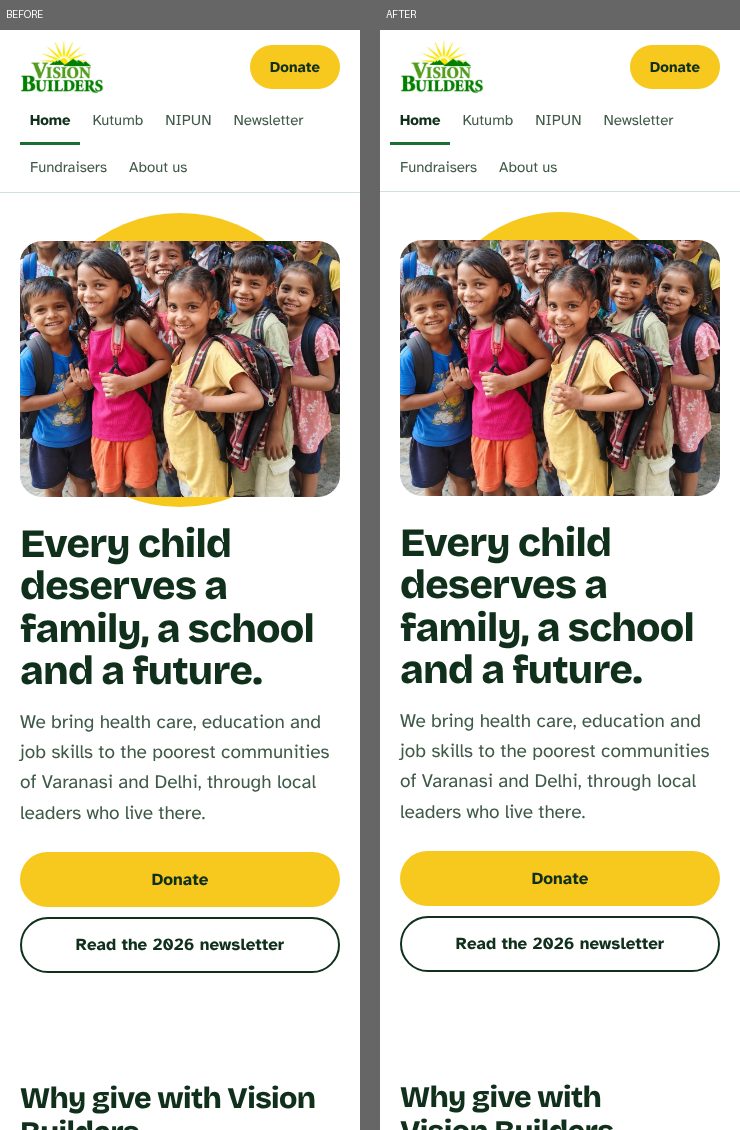 BEFORE
VISION
BUILDERS
Donate
Home Kutumb NIPUN Newsletter
Fundraisers About us
Every child
deserves a
family, a school
and a future.
We bring health care, education and
job skills to the poorest communities
of Varanasi and Delhi, through local
leaders who live there.
Donate
Read the 2026 newsletter
Why give with Vision
Builders
AFTER
VISION
BUILDERS
Donate
Home Kutumb NIPUN Newsletter
Fundraisers About us
Every child
deserves a
family, a school
and a future.
We bring health care, education and
job skills to the poorest communities
of Varanasi and Delhi, through local
leaders who live there.
Donate
Read the 2026 newsletter
Why give with
Vision Builders